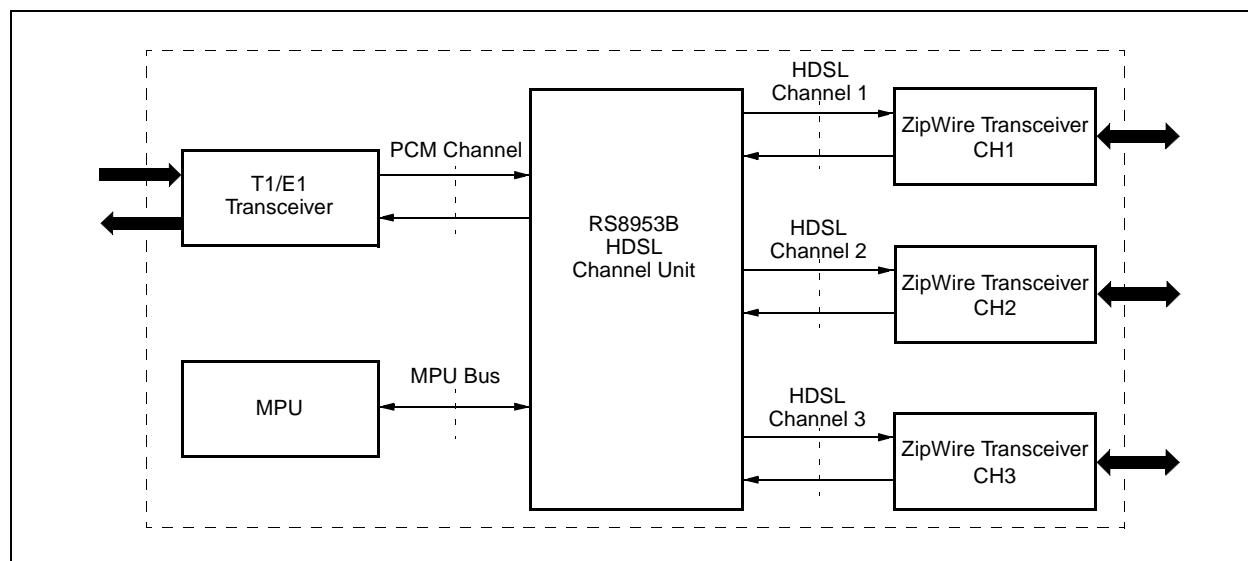 HDSL
Channel 1
ZipWire Transceiver
CH1
PCM Channel
T1/E1
Transceiver
RS8953B
HDSL
Channel Unit
HDSL
Channel 2
ZipWire Transceiver
CH2
MPU Bus
MPU
HDSL
Channel 3
ZipWire Transceiver
CH3